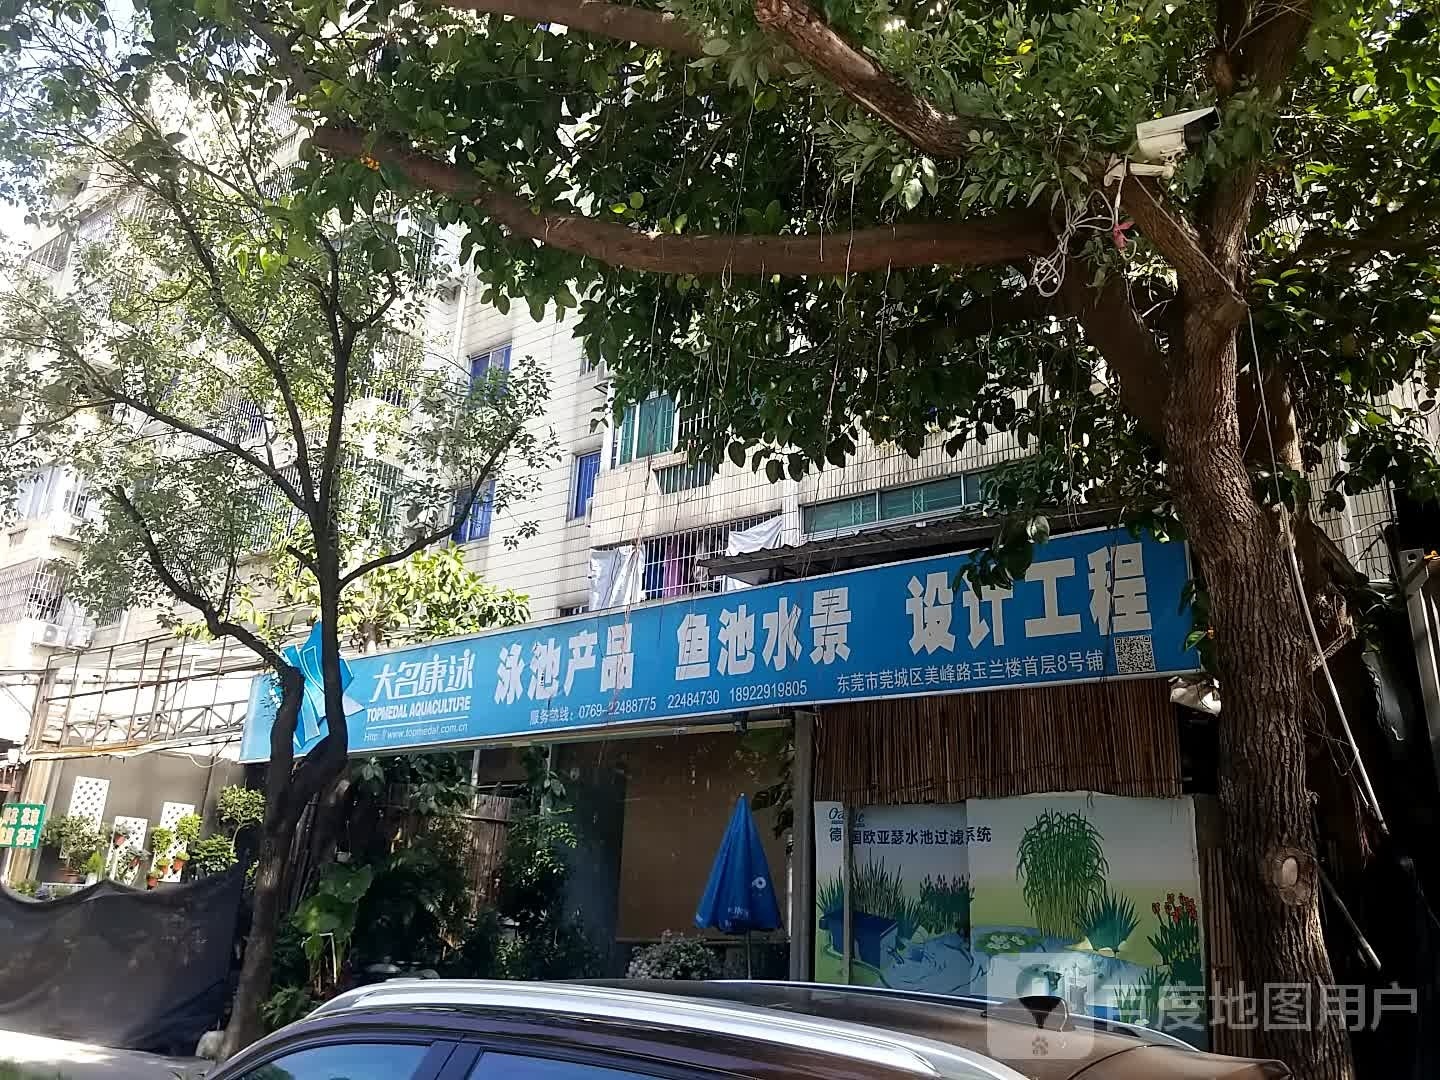 大名康泳 泳池产品 鱼池水景 设计工程
TOPMEDAL AQUACULTURE
Http://www.topmedal.com.cn
服务热线：0769-22488775 22484730 18922919805 东莞市莞城区美峰路玉兰楼首层8号铺
德国欧亚瑟水池过滤系统
百度地图用户